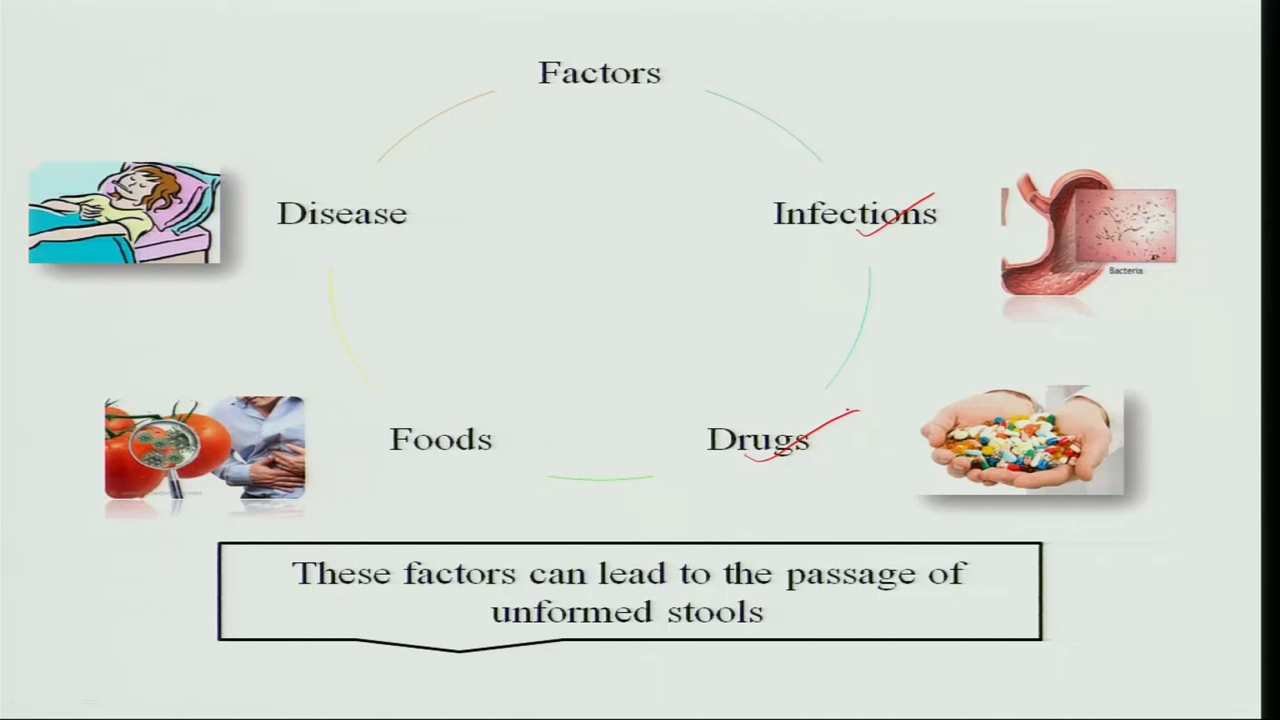 Factors
Disease
Infections
Bacteria
Foods
Drugs
These factors can lead to the passage of
unformed stools